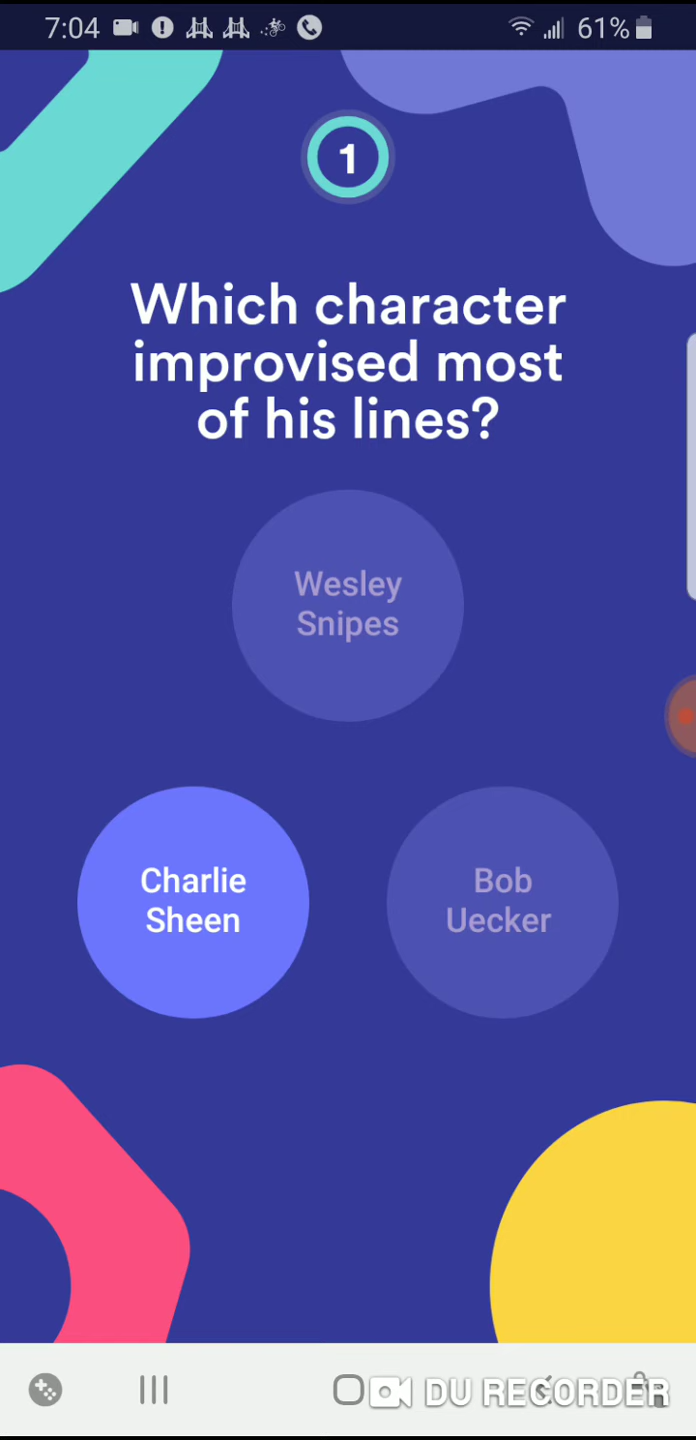 7:04
61%
1
Which character
improvised most
of his lines?
Wesley
Snipes
Charlie
Sheen
Bob
Uecker
DU RECORDER